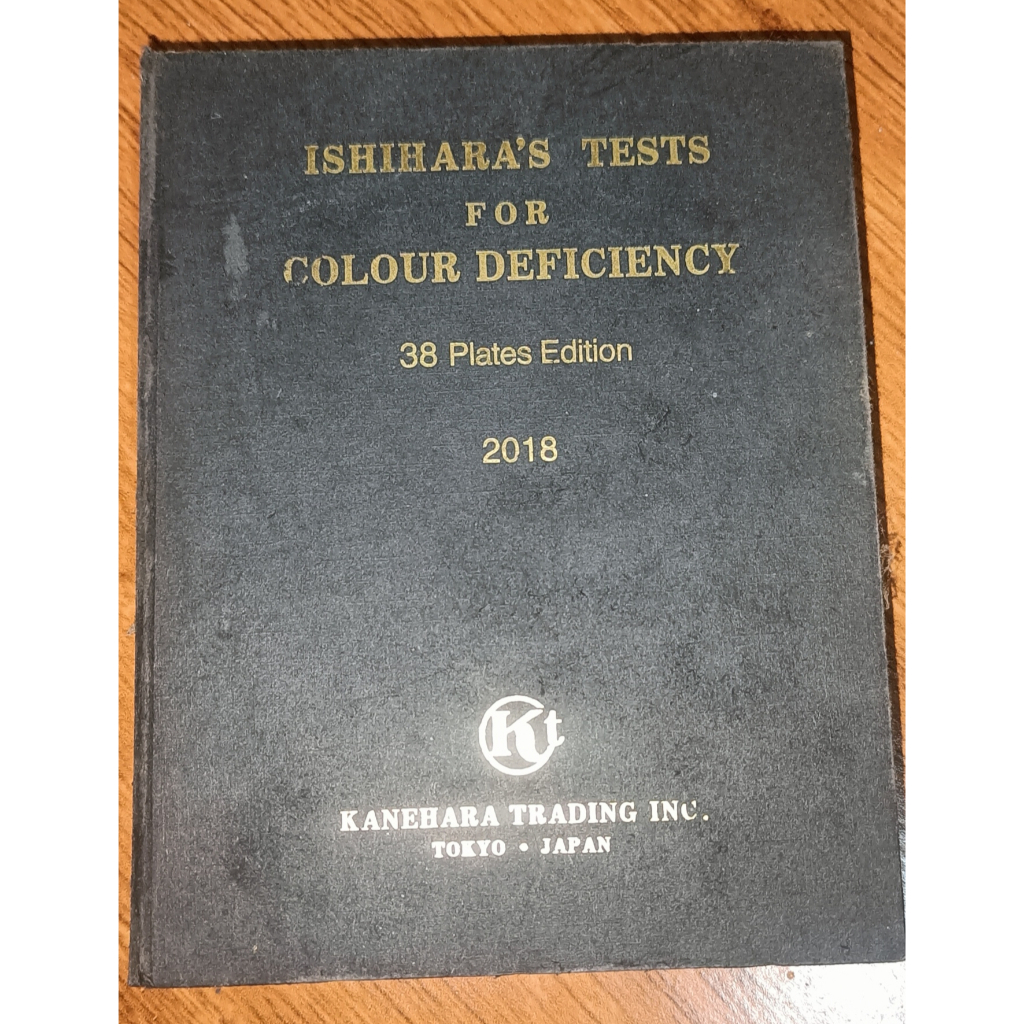 ISHIHARA'S TESTS
FOR
COLOUR DEFICIENCY
38 Plates Edition
2018
Kt
KANEHARA TRADING INC.
TOKYO • JAPAN